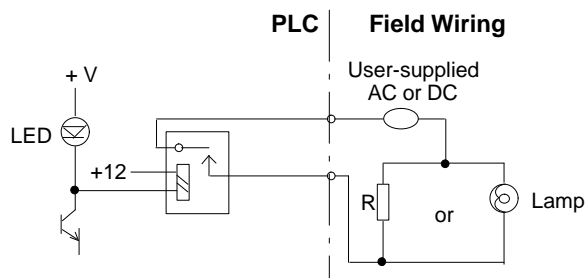 PLC
Field Wiring
User-supplied
AC or DC
+ V
LED
+12
R
or
Lamp